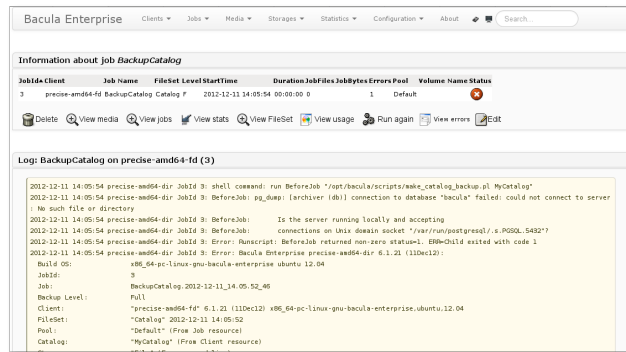 Bacula Enterprise Clients Jobs Media Storages Statistics Configuration About Search...
Information about job BackupCatalog
JobId Client Job Name FileSet Level StartTime Duration JobFiles JobBytes Errors Pool Volume Name Status
3 precise-amd64-fd BackupCatalog Catalog F 2012-12-11 14:05:54 00:00:00 0 1 Default
Delete View media View jobs View stats View FileSet View usage Run again View errors Edit
Log: BackupCatalog on precise-amd64-fd (3)
2012-12-11 14:05:54 precise-amd64-dir JobId 3: shell command: run BeforeJob "/opt/bacula/scripts/make_catalog_backup.pl MyCatalog"
2012-12-11 14:05:54 precise-amd64-dir JobId 3: BeforeJob: pg_dump: [archiver (db)] connection to database "bacula" failed: could not connect to server
: No such file or directory
2012-12-11 14:05:54 precise-amd64-dir JobId 3: BeforeJob: Is the server running locally and accepting
2012-12-11 14:05:54 precise-amd64-dir JobId 3: BeforeJob: connections on Unix domain socket "/var/run/postgresql/.s.PGSQL.5432"?
2012-12-11 14:05:54 precise-amd64-dir JobId 3: Error: Runscript: BeforeJob returned non-zero status=1. ERR=Child exited with code 1
2012-12-11 14:05:54 precise-amd64-dir JobId 3: Error: Bacula Enterprise precise-amd64-dir 6.1.21 (11Dec12):
Build OS: x86_64-pc-linux-gnu-bacula-enterprise ubuntu 12.04
JobId: 3
Job: BackupCatalog.2012-12-11_14.05.52_46
Backup Level: Full
Client: "precise-amd64-fd" 6.1.21 (11Dec12) x86_64-pc-linux-gnu-bacula-enterprise,ubuntu,12.04
FileSet: "Catalog" 2012-12-11 14:05:52
Pool: "Default" (From Job resource)
Catalog: "MyCatalog" (From Client resource)